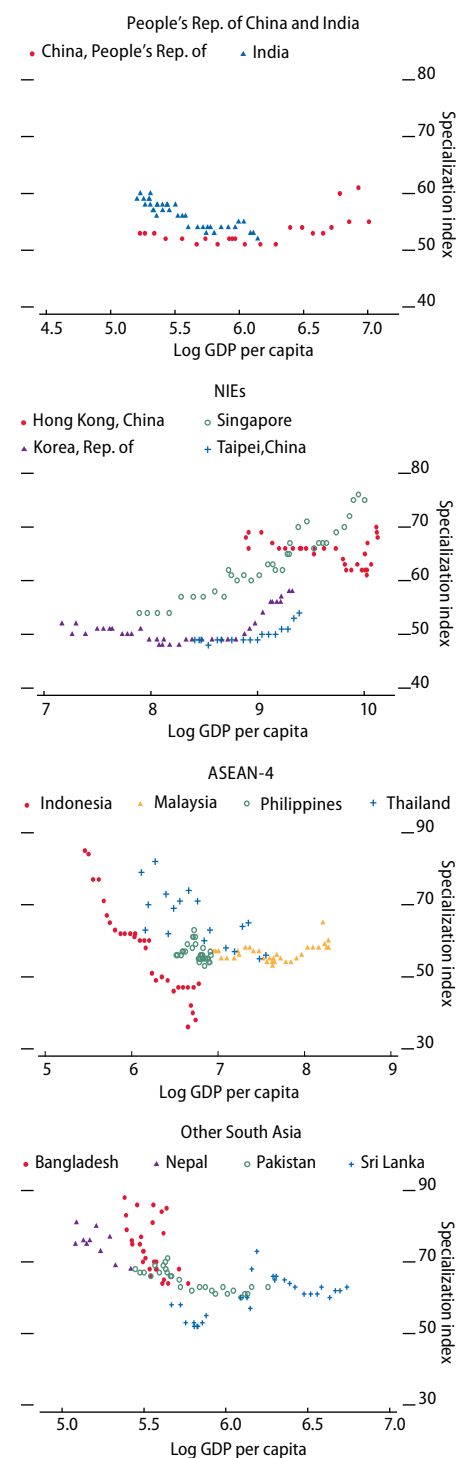 People's Rep. of China and India
China, People's Rep. of India
80
70
60
50
40
Specialization index
4.5 5.0 5.5 6.0 6.5 7.0
Log GDP per capita
NIEs
Hong Kong, China Singapore
Korea, Rep. of Taipei,China
80
70
60
50
40
Specialization index
7 8 9 10
Log GDP per capita
ASEAN-4
Indonesia Malaysia Philippines Thailand
90
70
50
30
Specialization index
5 6 7 8 9
Log GDP per capita
Other South Asia
Bangladesh Nepal Pakistan Sri Lanka
90
70
50
30
Specialization index
5.0 5.5 6.0 6.5 7.0
Log GDP per capita